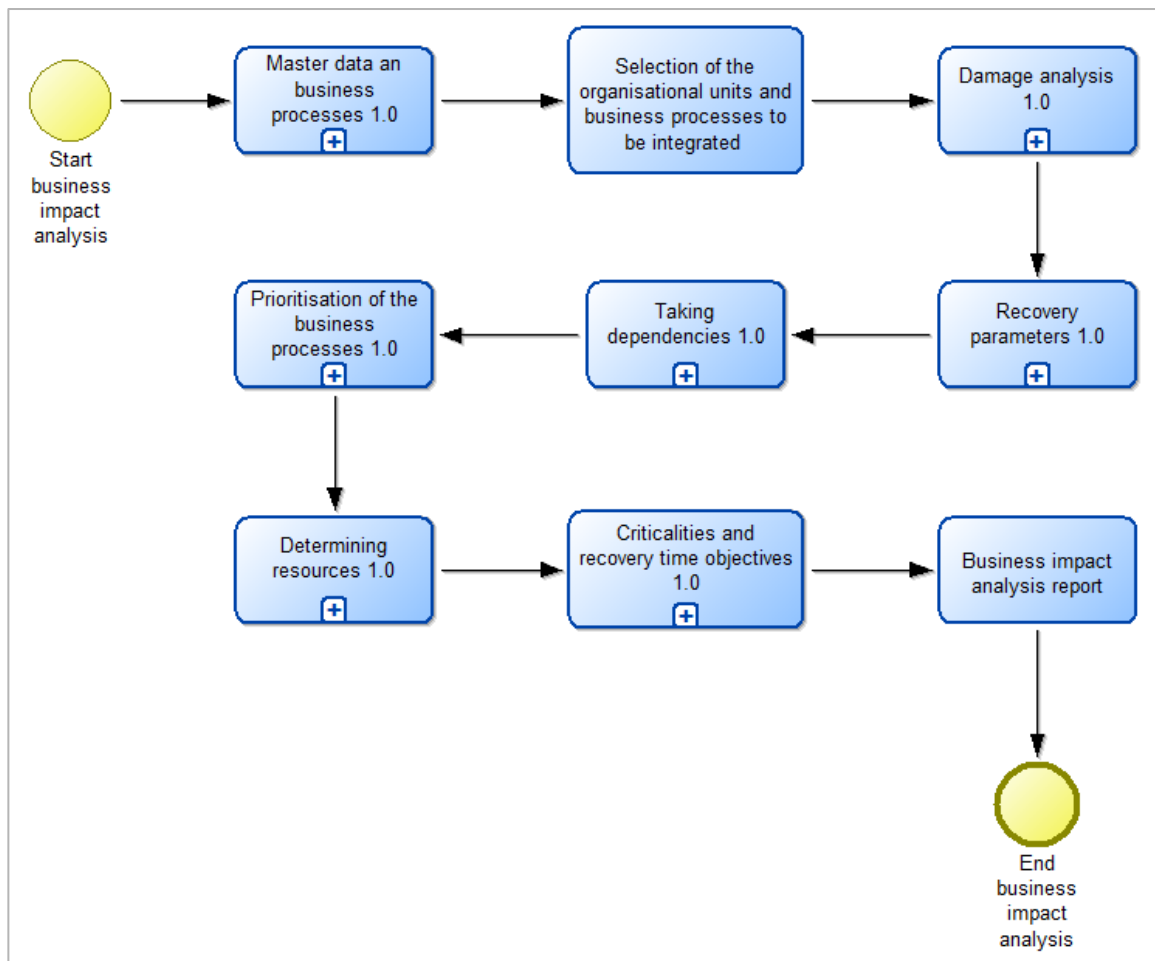 Start
business
impact
analysis
Master data an
business
processes 1.0
Selection of the
organisational units and
business processes to
be integrated
Damage analysis
1.0
Recovery
parameters 1.0
Taking
dependencies 1.0
Prioritisation of the
business
processes 1.0
Determining
resources 1.0
Criticalities and
recovery time objectives
1.0
Business impact
analysis report
End
business
impact
analysis